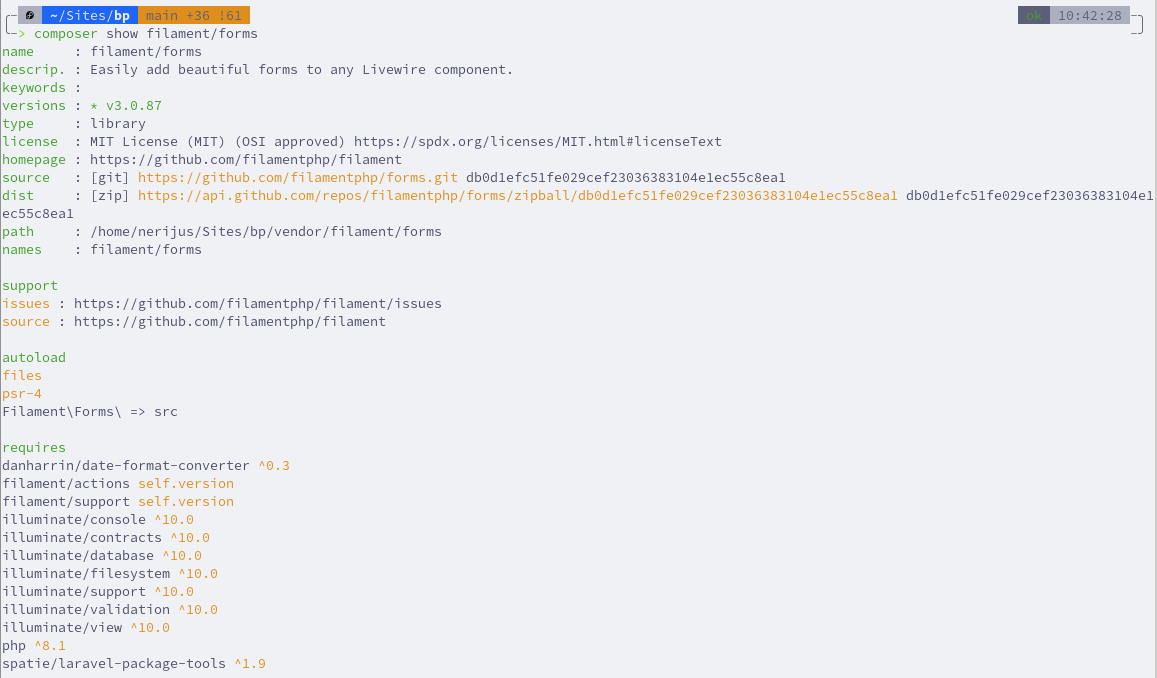 ~/Sites/bp main +36 !61 ok 10:42:28
> composer show filament/forms
name     : filament/forms
descrip. : Easily add beautiful forms to any Livewire component.
keywords :
versions : * v3.0.87
type     : library
license  : MIT License (MIT) (OSI approved) https://spdx.org/licenses/MIT.html#licenseText
homepage : https://github.com/filamentphp/filament
source   : [git] https://github.com/filamentphp/forms.git db0d1efc51fe029cef23036383104e1ec55c8ea1
dist     : [zip] https://api.github.com/repos/filamentphp/forms/zipball/db0d1efc51fe029cef23036383104e1ec55c8ea1 db0d1efc51fe029cef23036383104e1
ec55c8ea1
path     : /home/nerijus/Sites/bp/vendor/filament/forms
names    : filament/forms

support
issues : https://github.com/filamentphp/filament/issues
source : https://github.com/filamentphp/filament

autoload
files
psr-4
Filament\Forms\ => src

requires
danharrin/date-format-converter ^0.3
filament/actions self.version
filament/support self.version
illuminate/console ^10.0
illuminate/contracts ^10.0
illuminate/database ^10.0
illuminate/filesystem ^10.0
illuminate/support ^10.0
illuminate/validation ^10.0
illuminate/view ^10.0
php ^8.1
spatie/laravel-package-tools ^1.9